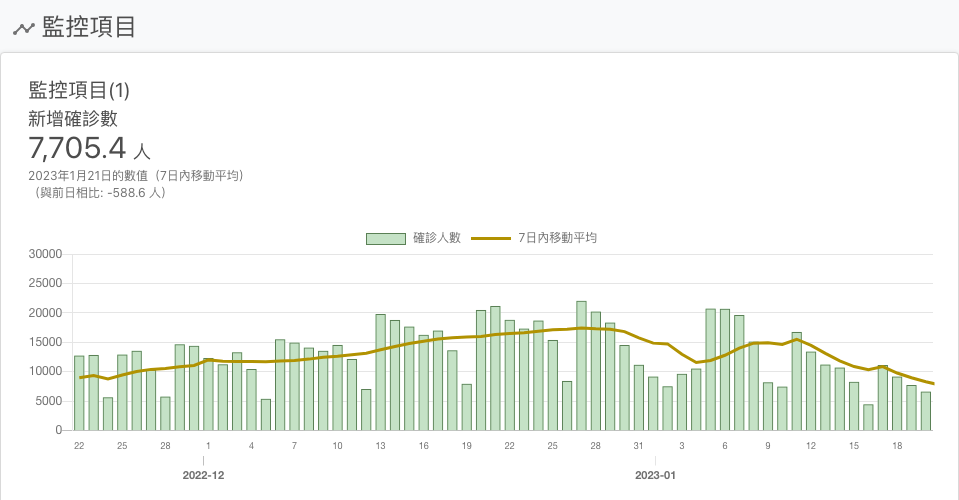 監控項目
監控項目(1)
新增確診數
7,705.4 人
2023年1月21日的數值（7日內移動平均）
（與前日相比: -588.6 人）
確診人數 7日內移動平均
30000
25000
20000
15000
10000
5000
0
22 25 28 1 4 7 10 13 16 19 22 25 28 31 3 6 9 12 15 18
2022-12 2023-01